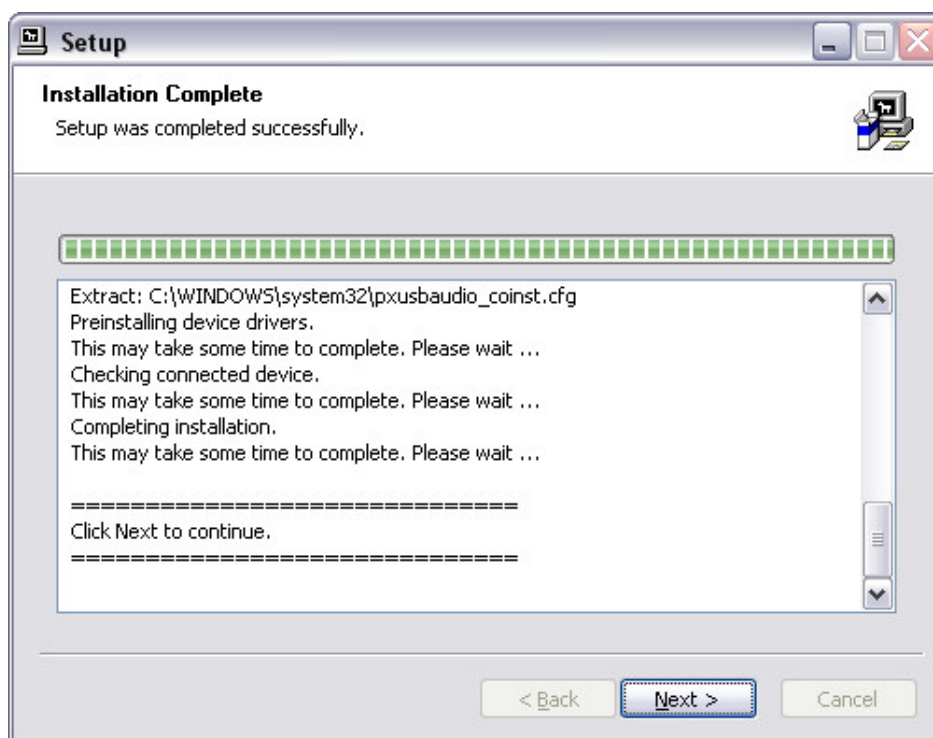 Setup
Installation Complete
Setup was completed successfully.
Extract: C:\WINDOWS\system32\pxusbaudio_coinst.cfg
Preinstalling device drivers.
This may take some time to complete. Please wait ...
Checking connected device.
This may take some time to complete. Please wait ...
Completing installation.
This may take some time to complete. Please wait ...
==============================
Click Next to continue.
==============================
< Back
Next >
Cancel